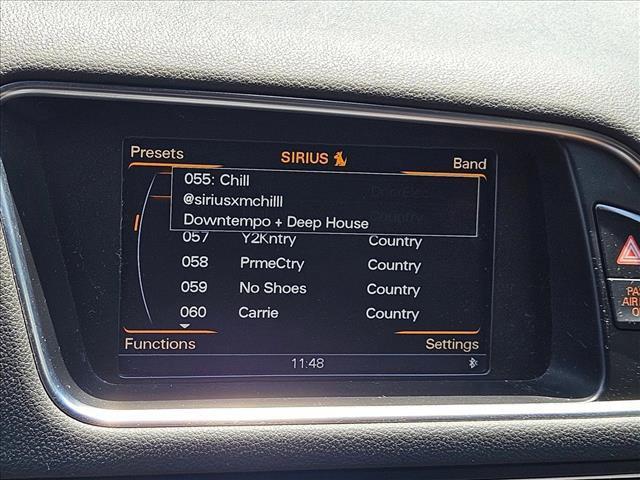 Presets SIRIUS Band
055: Chill
@siriusxmchilll
Downtempo + Deep House
057 Y2Kntry Country
058 PrmeCtry Country
059 No Shoes Country
060 Carrie Country
Functions Settings
11:48